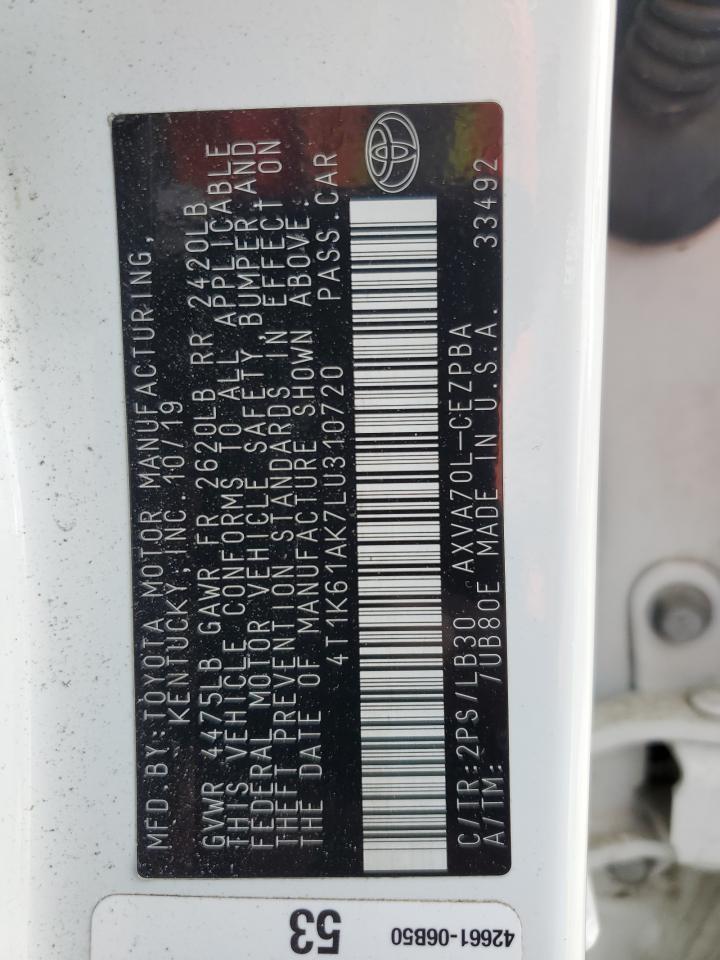 MFD.BY:TOYOTA MOTOR MANUFACTURING,
KENTUCKY,INC.10/19
GVWR 4475LB GAWR FR 2620LB RR 2420LB
THIS VEHICLE CONFORMS TO ALL APPLICABLE
FEDERAL MOTOR VEHICLE SAFETY, BUMPER,AND
THEFT PREVENTION STANDARDS IN EFFECT ON
THE DATE OF MANUFACTURE SHOWN ABOVE.
4T1K61AK7LU310720 PASS.CAR
C/TR:2PS/LB30 AXVA70L-CEZPBA
A/TM: /UB80E MADE IN U.S.A. 33492
53
42661-06B50